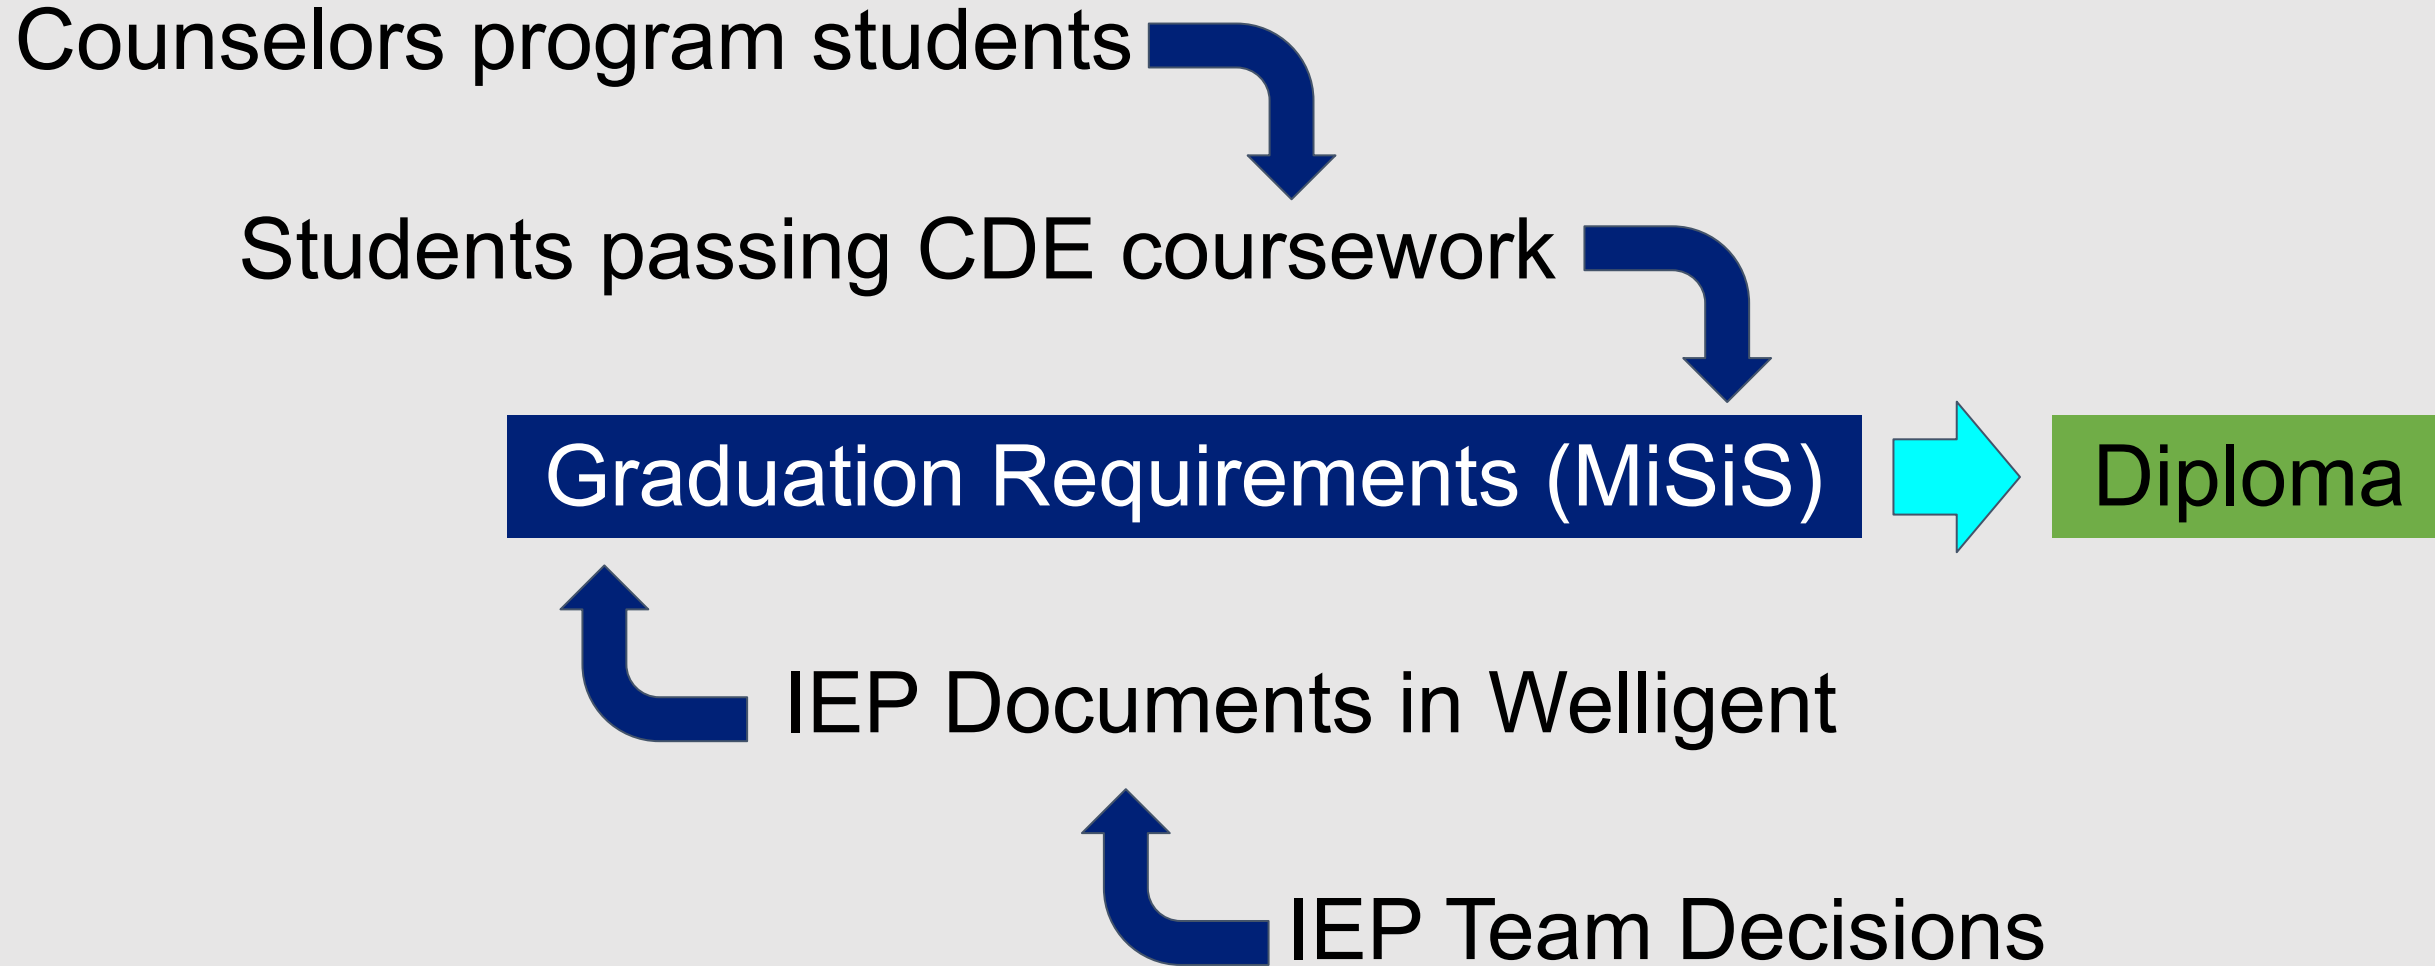 Counselors program students
Students passing CDE coursework
Graduation Requirements (MiSiS)
Diploma
IEP Documents in Welligent
IEP Team Decisions